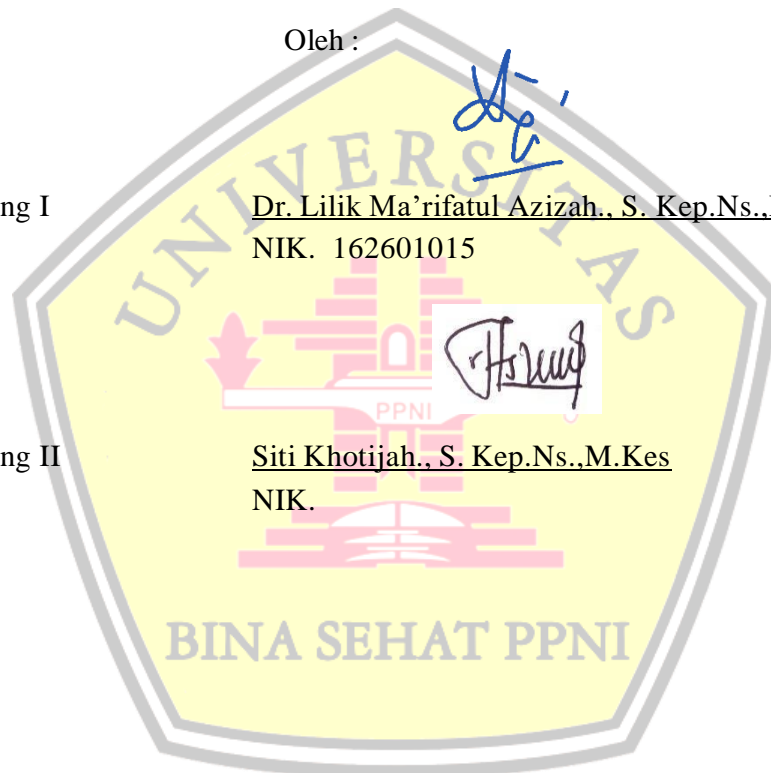 Oleh :
UNIVERSITAS
ng I Dr. Lilik Ma’rifatul Azizah., S. Kep.Ns.,
NIK. 162601015
PPNI
ng II Siti Khotijah., S. Kep.Ns.,M.Kes
NIK.
BINA SEHAT PPNI